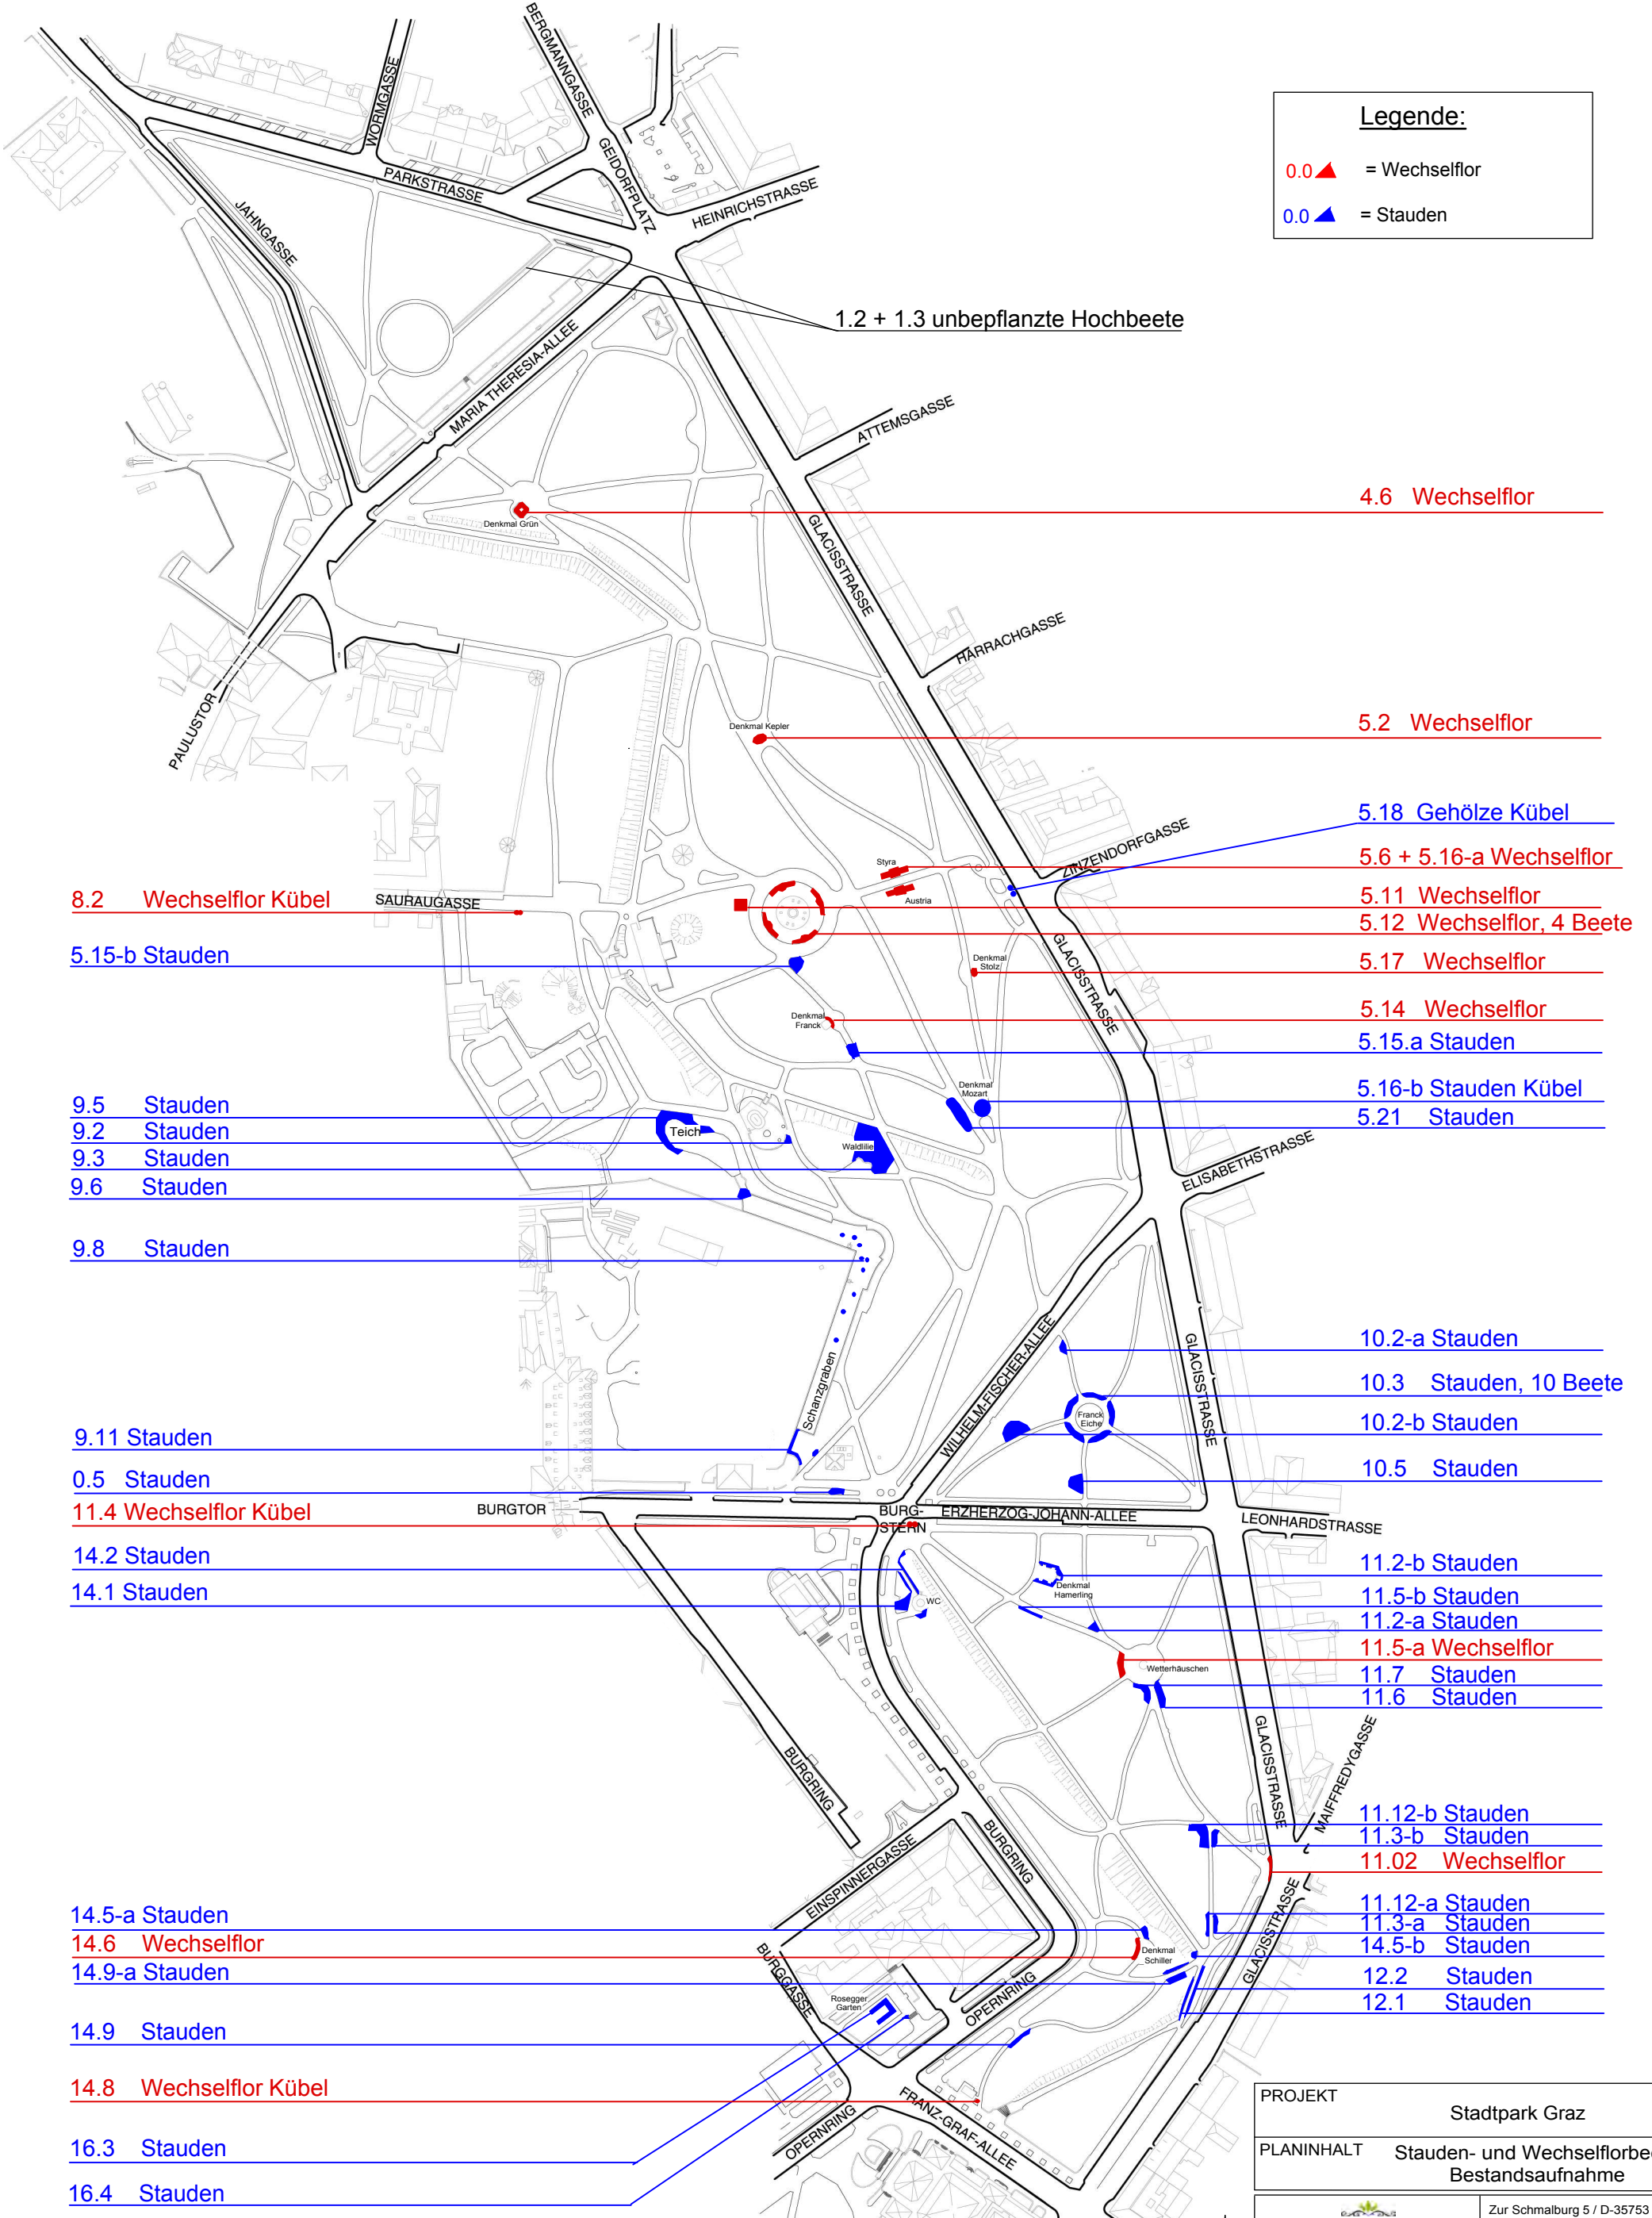 BERGMANNGASSE
WORMGASSE
GEIDORFPLATZ
PARKSTRASSE
HEINRICHSTRASSE
JAHNGASSE
Legende:
0.0 = Wechselflor
0.0 = Stauden
1.2 + 1.3 unbepflanzte Hochbeete
MARIA THERESIA-ALLEE
ATTEMSGASSE
4.6 Wechselflor
Denkmal Grün
GLACISSTRASSE
HARRACHGASSE
PAULUSTOR
Denkmal Kepler
5.2 Wechselflor
5.18 Gehölze Kübel
ZINZENDORFGASSE
Styra
5.6 + 5.16-a Wechselflor
8.2 Wechselflor Kübel
SAURAUGASSE
Austria
5.11 Wechselflor
5.12 Wechselflor, 4 Beete
5.15-b Stauden
GLACISSTRASSE
Denkmal
Stolz
5.17 Wechselflor
Denkmal
Franck
5.14 Wechselflor
5.15.a Stauden
Denkmal
Mozart
5.16-b Stauden Kübel
5.21 Stauden
9.5 Stauden
9.2 Stauden
9.3 Stauden
9.6 Stauden
Teich
Waldlilie
ELISABETHSTRASSE
9.8 Stauden
Schanzgraben
WILHELM-FISCHER-ALLEE
GLACISSTRASSE
10.2-a Stauden
10.3 Stauden, 10 Beete
Franck
Eiche
10.2-b Stauden
10.5 Stauden
9.11 Stauden
0.5 Stauden
11.4 Wechselflor Kübel
BURGTOR
BURG-
STERN
ERZHERZOG-JOHANN-ALLEE
LEONHARDSTRASSE
14.2 Stauden
14.1 Stauden
WC
11.2-b Stauden
Denkmal
Hamerling
11.5-b Stauden
11.2-a Stauden
11.5-a Wechselflor
Wetterhäuschen
11.7 Stauden
11.6 Stauden
GLACISSTRASSE
MAIFFREDYGASSE
BURGRING
BURGRING
EINSPINNERGASSE
11.12-b Stauden
11.3-b Stauden
11.02 Wechselflor
11.12-a Stauden
11.3-a Stauden
14.5-b Stauden
12.2 Stauden
12.1 Stauden
GLACISSTRASSE
14.5-a Stauden
14.6 Wechselflor
14.9-a Stauden
Denkmal
Schiller
BURGGASSE
Rosegger
Garten
OPERNRING
14.9 Stauden
14.8 Wechselflor Kübel
FRANZ-GRAF-ALLEE
OPERNRING
16.3 Stauden
16.4 Stauden
PROJEKT
Stadtpark Graz
PLANINHALT
Stauden- und Wechselflorbe
Bestandsaufnahme
Zur Schmalburg 5 / D-35753